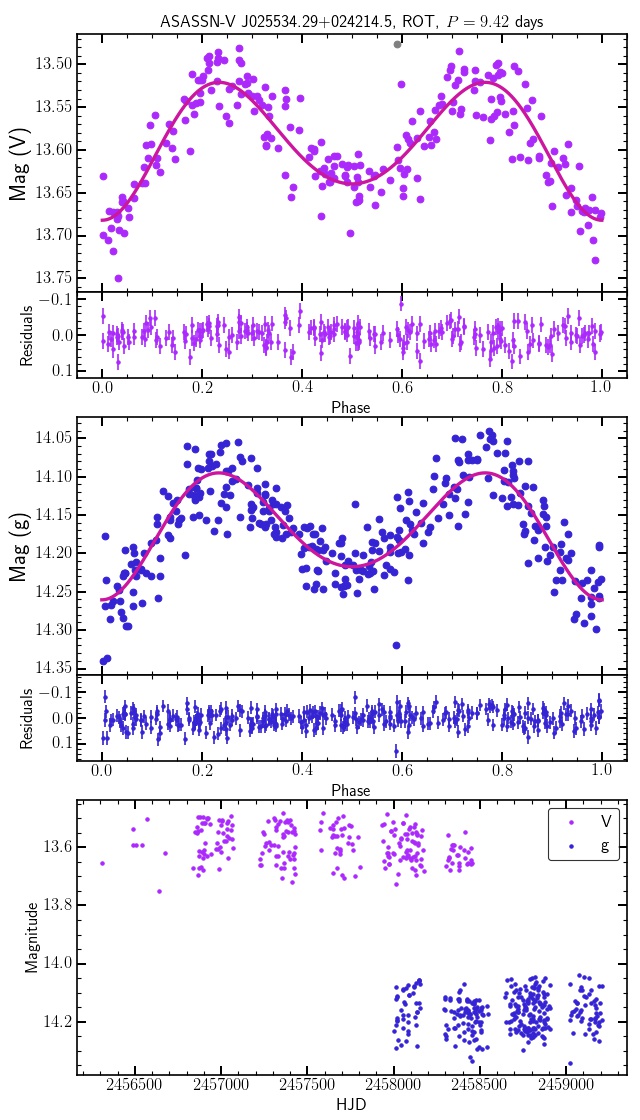 ASASSN-V J025534.29+024214.5, ROT, P = 9.42 days
13.50
13.55
13.60
13.65
13.70
13.75
Mag (V)
−0.1
0.0
0.1
Residuals
0.0 0.2 0.4 0.6 0.8 1.0
Phase
14.05
14.10
14.15
14.20
14.25
14.30
14.35
Mag (g)
−0.1
0.0
0.1
Residuals
0.0 0.2 0.4 0.6 0.8 1.0
Phase
V
g
13.6
13.8
14.0
14.2
Magnitude
2456500 2457000 2457500 2458000 2458500 2459000
HJD